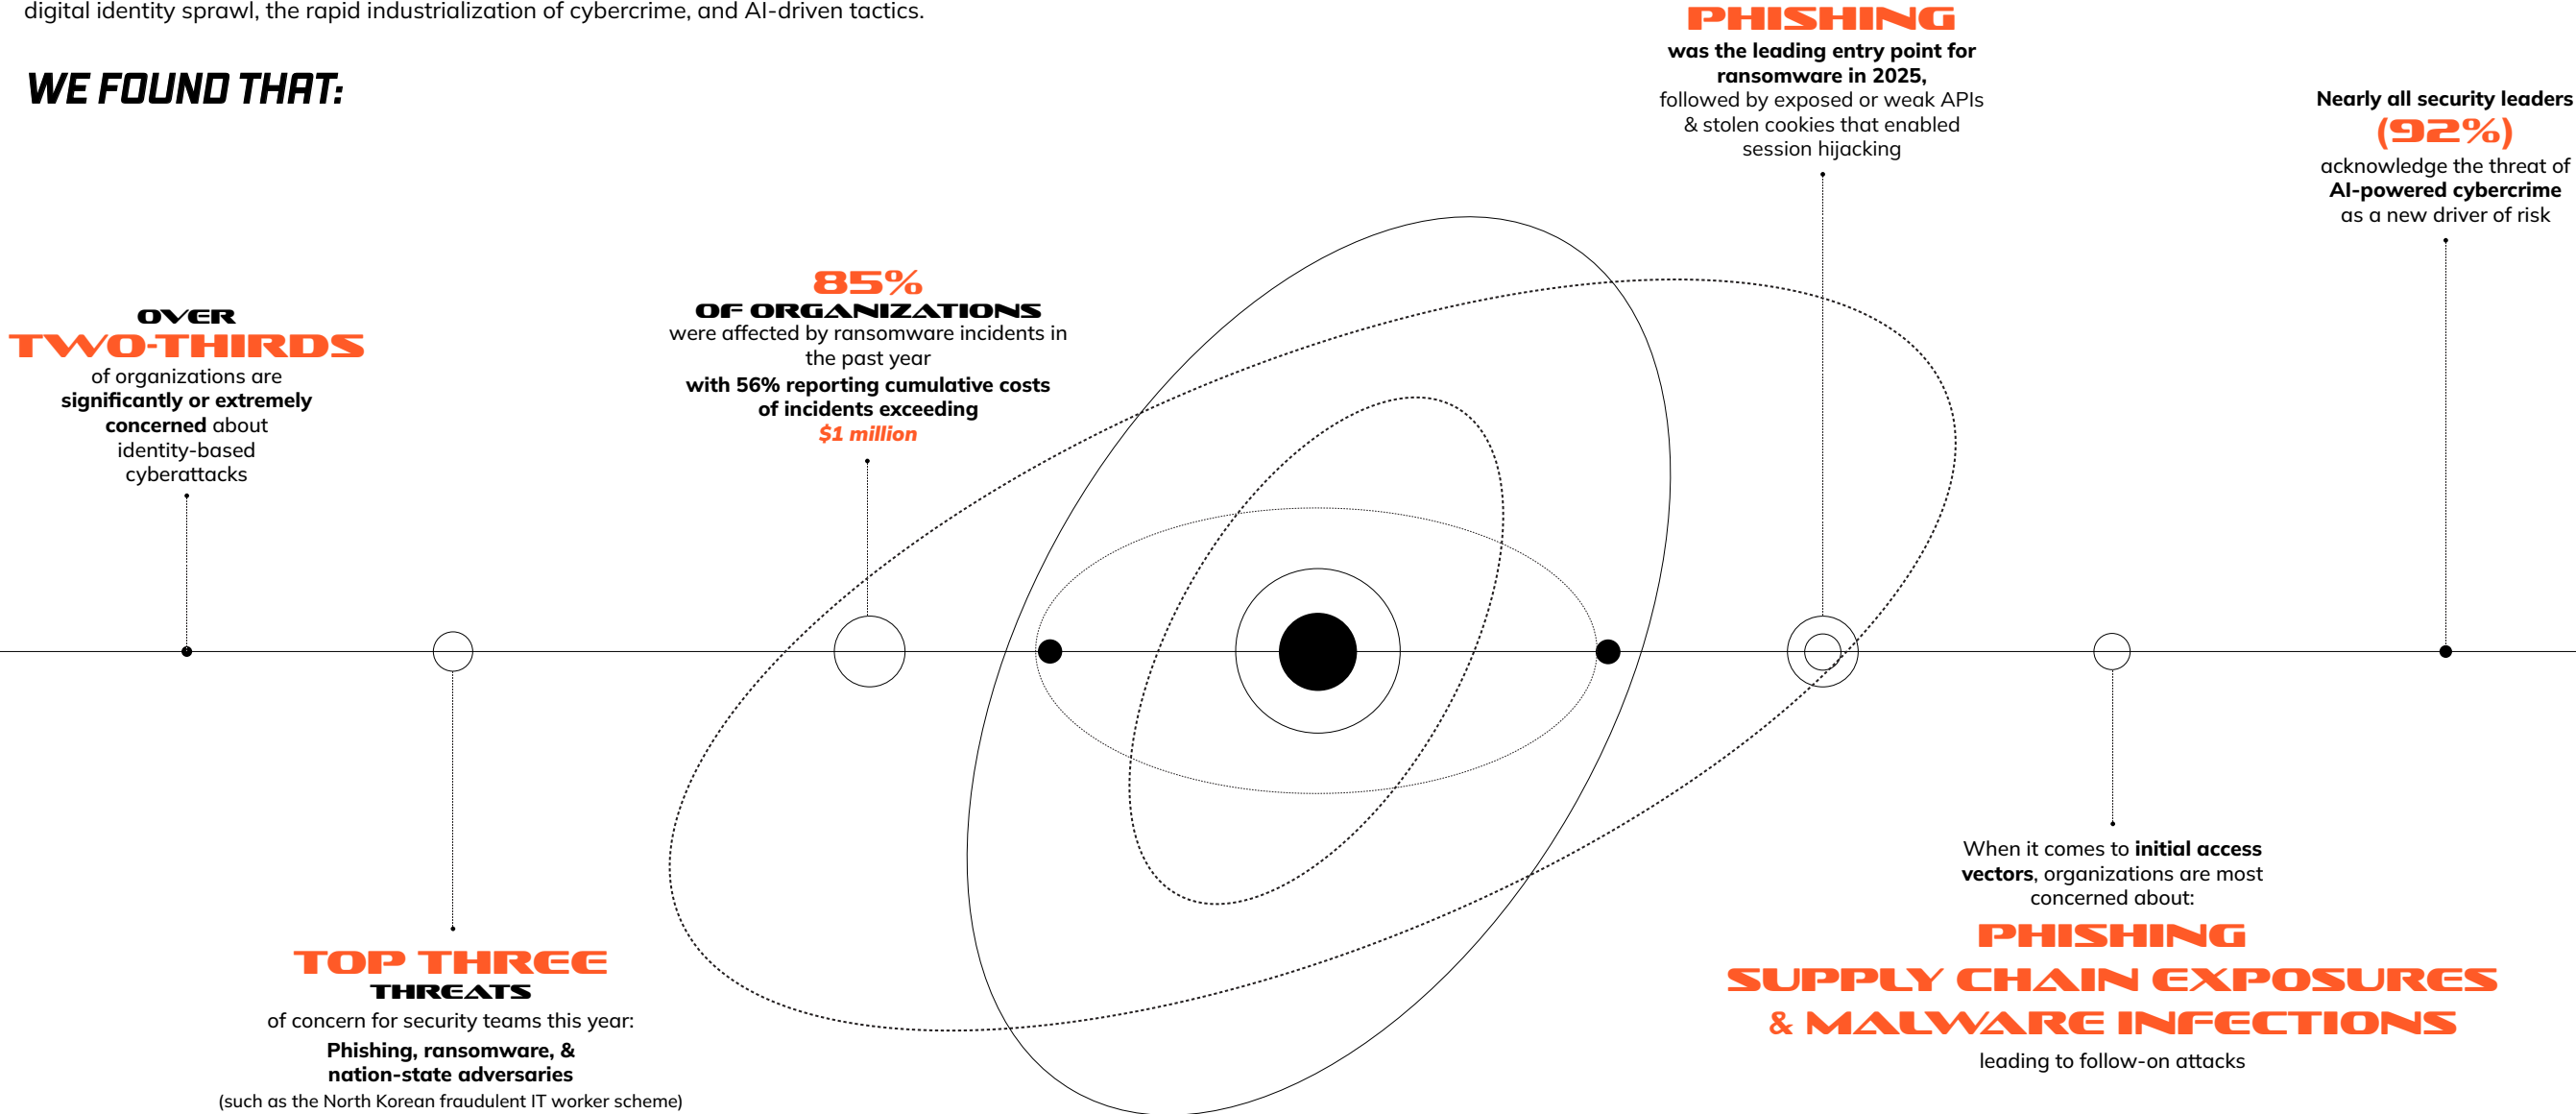 digital identity sprawl, the rapid industrialization of cybercrime, and AI-driven tactics.
WE FOUND THAT:
OVER
TWO-THIRDS
of organizations are
significantly or extremely
concerned about
identity-based
cyberattacks
TOP THREE
THREATS
of concern for security teams this year:
Phishing, ransomware, &
nation-state adversaries
(such as the North Korean fraudulent IT worker scheme)
85%
OF ORGANIZATIONS
were affected by ransomware incidents in
the past year
with 56% reporting cumulative costs
of incidents exceeding
$1 million
PHISHING
was the leading entry point for
ransomware in 2025,
followed by exposed or weak APIs
& stolen cookies that enabled
session hijacking
When it comes to initial access
vectors, organizations are most
concerned about:
PHISHING
SUPPLY CHAIN EXPOSURES
& MALWARE INFECTIONS
leading to follow-on attacks
Nearly all security leaders
(92%)
acknowledge the threat of
AI-powered cybercrime
as a new driver of risk